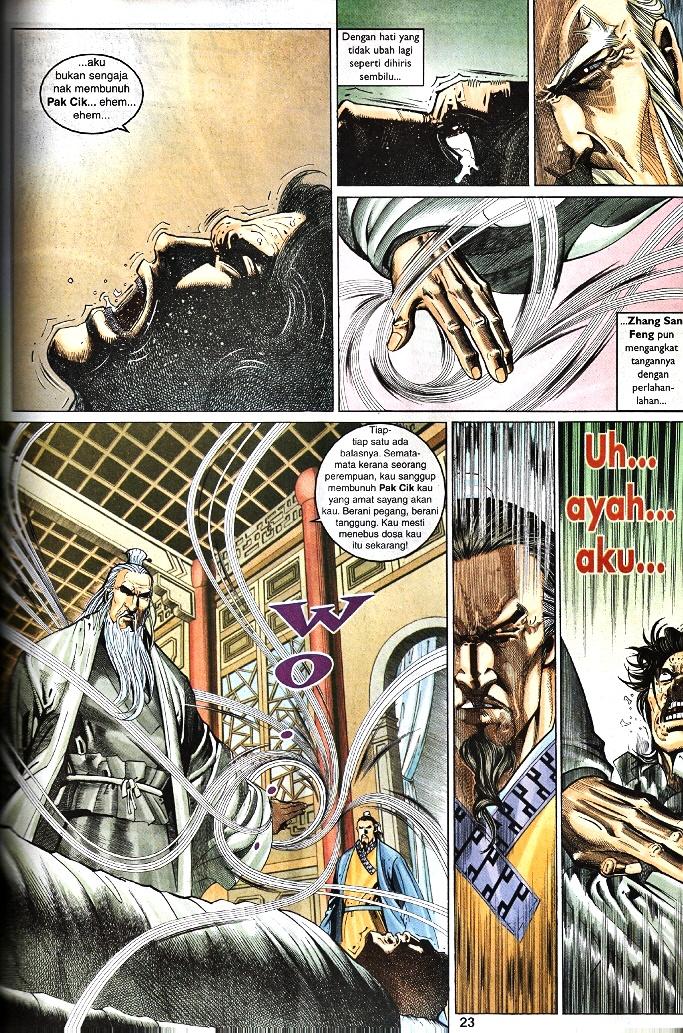 ...aku
bukan sengaja
nak membunuh
Pak Cik... ehem...
ehem...
Dengan hati yang
tidak ubah lagi
seperti dihiris
sembilu...
...Zhang San
Feng pun
mengangkat
tangannya
dengan
perlahan-
lahan...
Tiap-
tiap satu ada
balasnya. Semata-
mata kerana seorang
perempuan, kau sanggup
membunuh Pak Cik kau
yang amat sayang akan
kau. Berani pegang, berani
tanggung. Kau mesti
menebus dosa kau
itu sekarang!
W
O
Uh...
ayah...
aku...
23